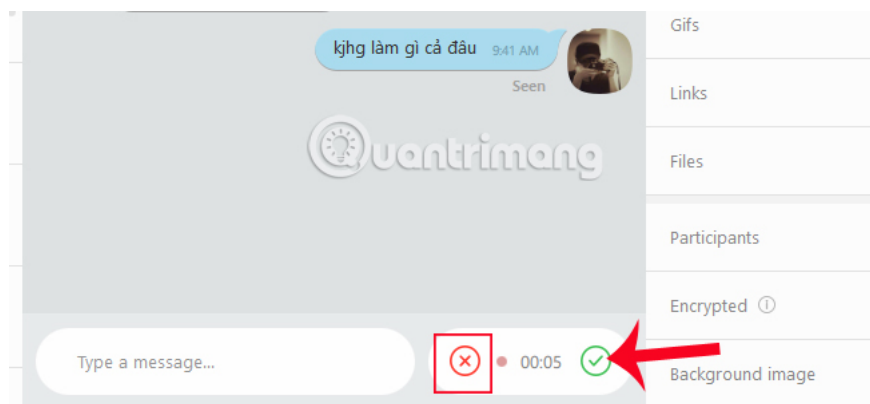 kjhg làm gì cả đâu 9:41 AM
Seen
Quantrimang
Type a message...
00:05
Gifs
Links
Files
Participants
Encrypted
Background image